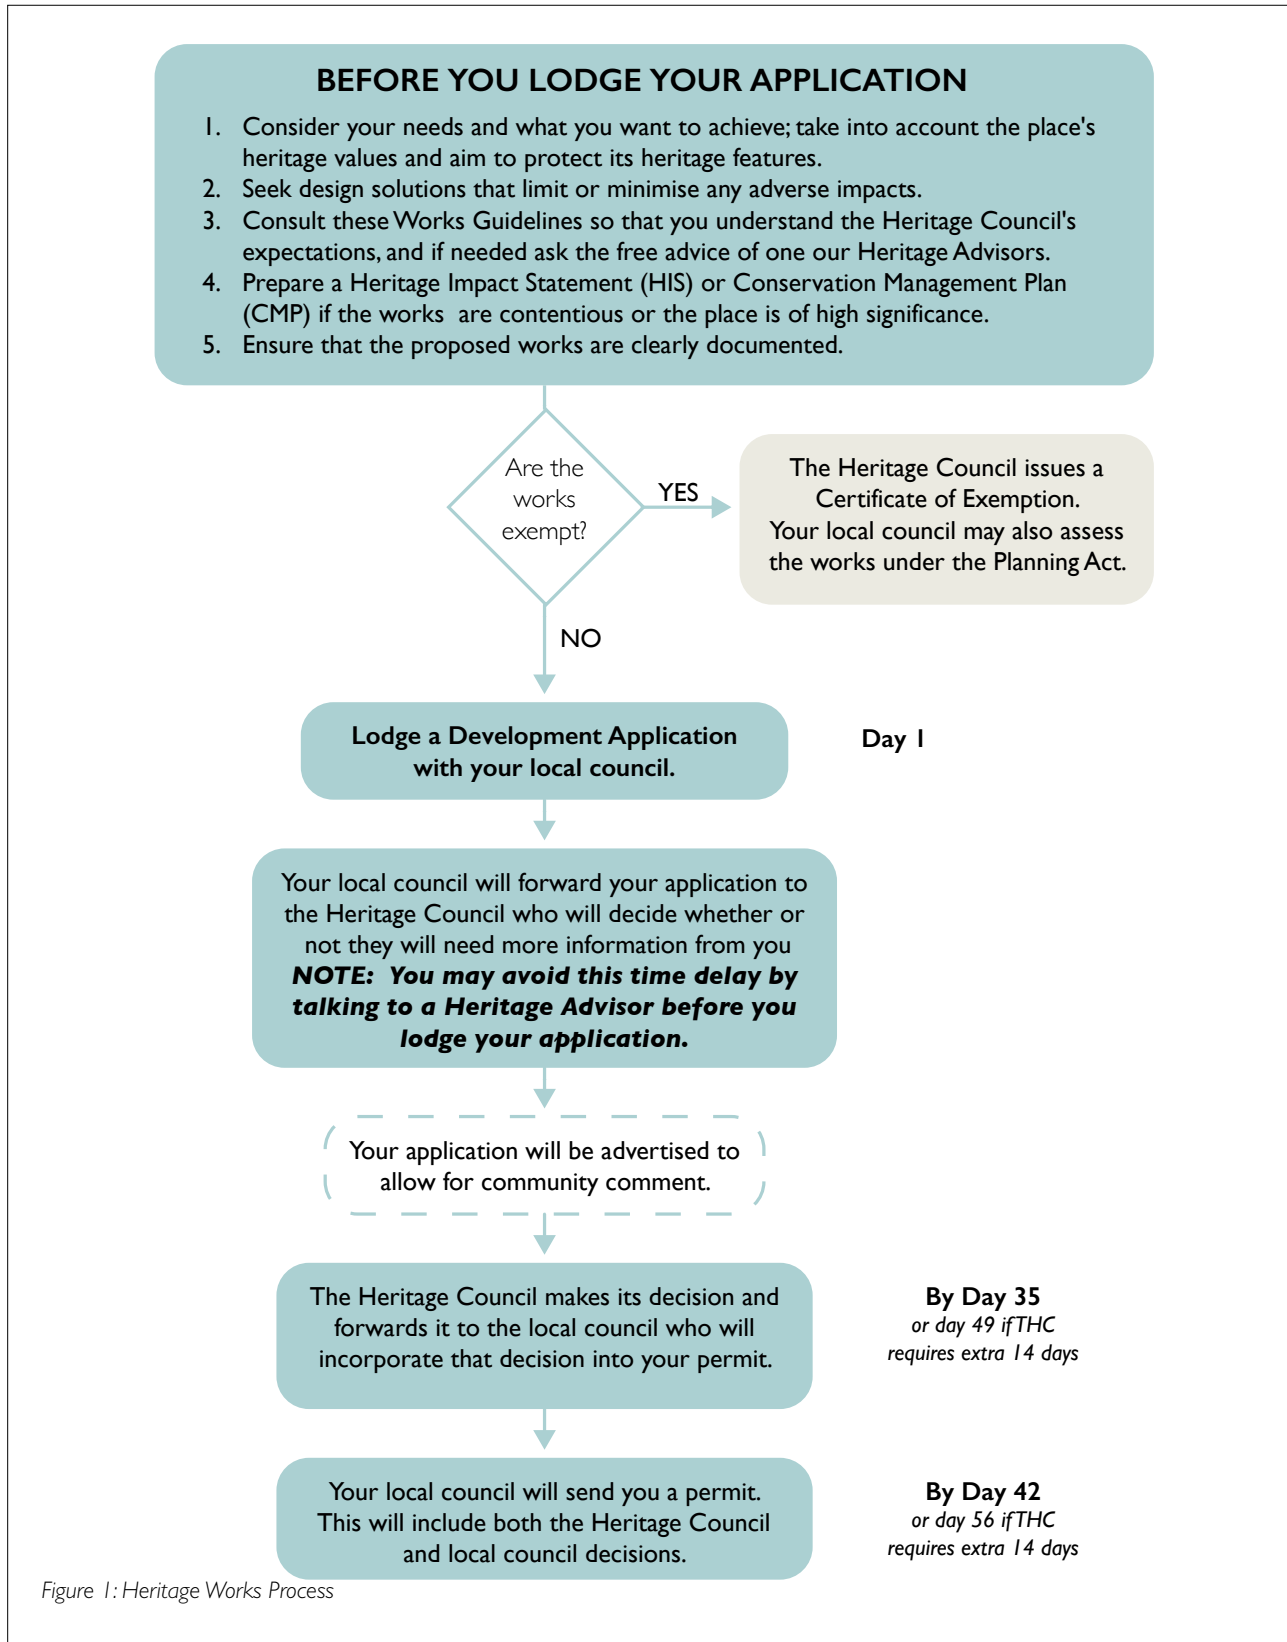 BEFORE YOU LODGE YOUR APPLICATION
1. Consider your needs and what you want to achieve; take into account the place's
heritage values and aim to protect its heritage features.
2. Seek design solutions that limit or minimise any adverse impacts.
3. Consult these Works Guidelines so that you understand the Heritage Council's
expectations, and if needed ask the free advice of one our Heritage Advisors.
4. Prepare a Heritage Impact Statement (HIS) or Conservation Management Plan
(CMP) if the works are contentious or the place is of high significance.
5. Ensure that the proposed works are clearly documented.
Are the
works
exempt?
YES
The Heritage Council issues a
Certificate of Exemption.
Your local council may also assess
the works under the Planning Act.
NO
Lodge a Development Application
with your local council.
Day 1
Your local council will forward your application to
the Heritage Council who will decide whether or
not they will need more information from you
NOTE: You may avoid this time delay by
talking to a Heritage Advisor before you
lodge your application.
Your application will be advertised to
allow for community comment.
The Heritage Council makes its decision and
forwards it to the local council who will
incorporate that decision into your permit.
By Day 35
or day 49 if THC
requires extra 14 days
Your local council will send you a permit.
This will include both the Heritage Council
and local council decisions.
By Day 42
or day 56 if THC
requires extra 14 days
Figure 1: Heritage Works Process